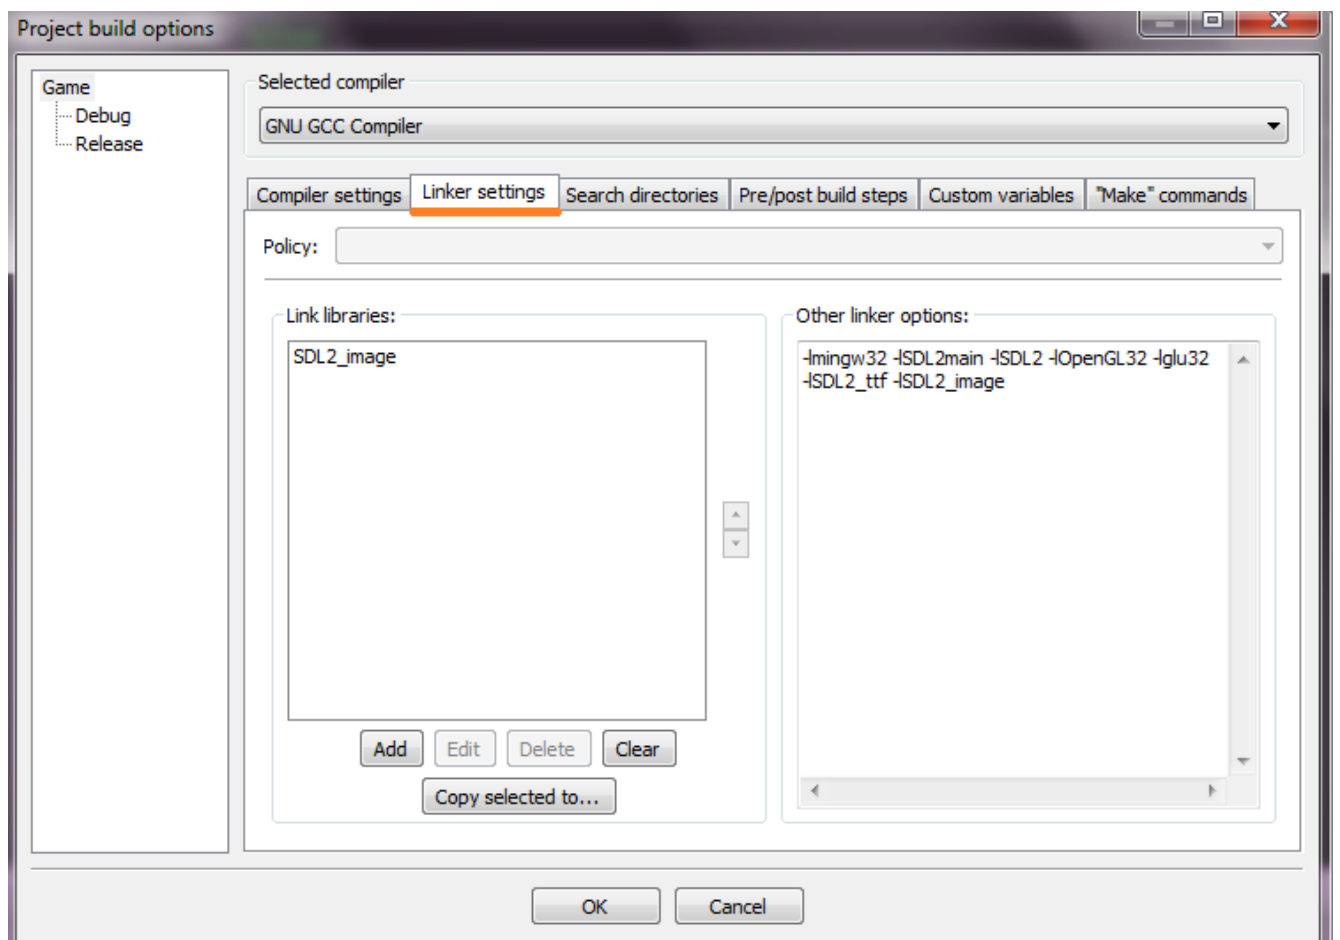 Project build options
Game
Debug
Release
Selected compiler
GNU GCC Compiler
Compiler settings
Linker settings
Search directories
Pre/post build steps
Custom variables
"Make" commands
Policy:
Link libraries:
SDL2_image
Add
Edit
Delete
Clear
Copy selected to...
Other linker options:
-lmingw32 -lSDL2main -lSDL2 -lOpenGL32 -lglu32
-lSDL2_ttf -lSDL2_image
OK
Cancel